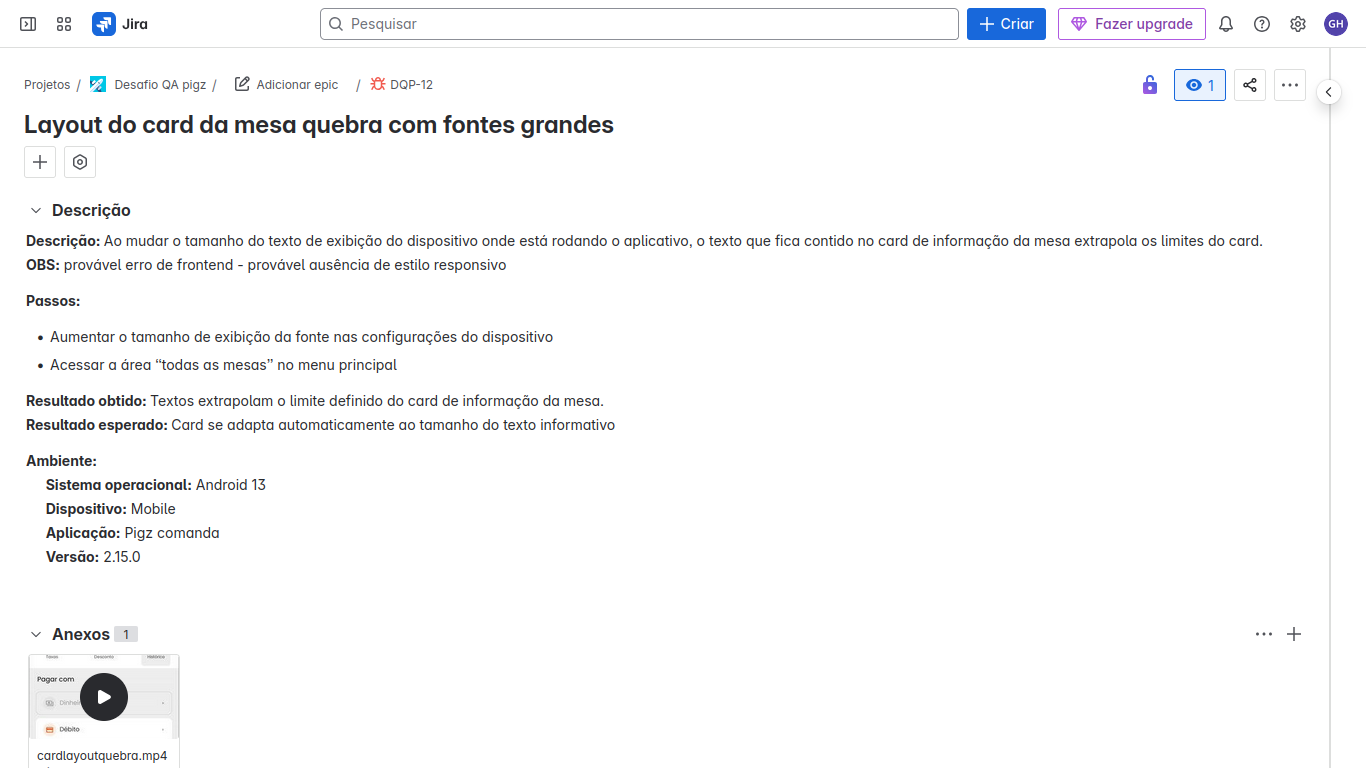 Jira
Pesquisar
Criar
Fazer upgrade
GH
Projetos / Desafio QA pigz / Adicionar epic / DQP-12
1
Layout do card da mesa quebra com fontes grandes
Descrição
Descrição: Ao mudar o tamanho do texto de exibição do dispositivo onde está rodando o aplicativo, o texto que fica contido no card de informação da mesa extrapola os limites do card.
OBS: provável erro de frontend - provável ausência de estilo responsivo
Passos:
• Aumentar o tamanho de exibição da fonte nas configurações do dispositivo
• Acessar a área “todas as mesas” no menu principal
Resultado obtido: Textos extrapolam o limite definido do card de informação da mesa.
Resultado esperado: Card se adapta automaticamente ao tamanho do texto informativo
Ambiente:
Sistema operacional: Android 13
Dispositivo: Mobile
Aplicação: Pigz comanda
Versão: 2.15.0
Anexos 1
Desconto Histórico
Pagar com
Débito
cardlayoutquebra.mp4